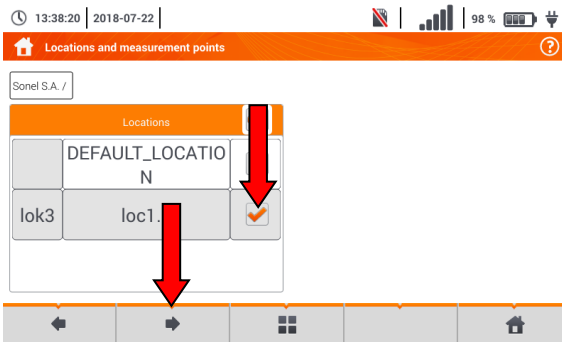 13:38:20 2018-07-22 98 %
Locations and measurement points
Sonel S.A. /
Locations
DEFAULT_LOCATIO
N
lok3 loc1.